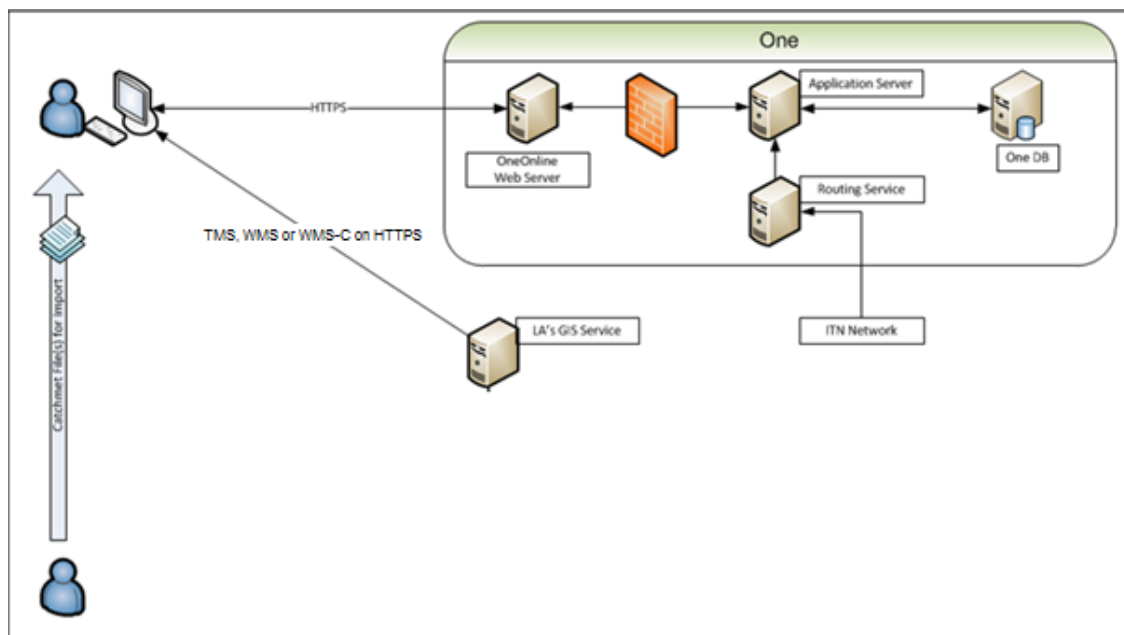 One
Application Server
HTTPS
OneOnline
Web Server
One DB
Routing Service
TMS, WMS or WMS-C on HTTPS
LA's GIS Service
ITN Network
Catchmet File(s) for Import